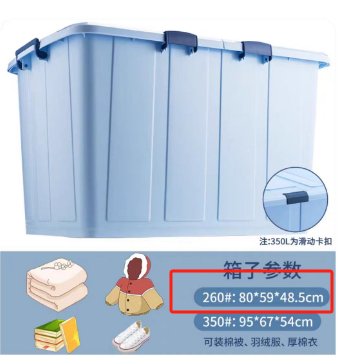 注:350L为滑动卡扣
箱子参数
260#: 80*59*48.5cm
350#: 95*67*54cm
可装棉被、羽绒服、厚棉衣